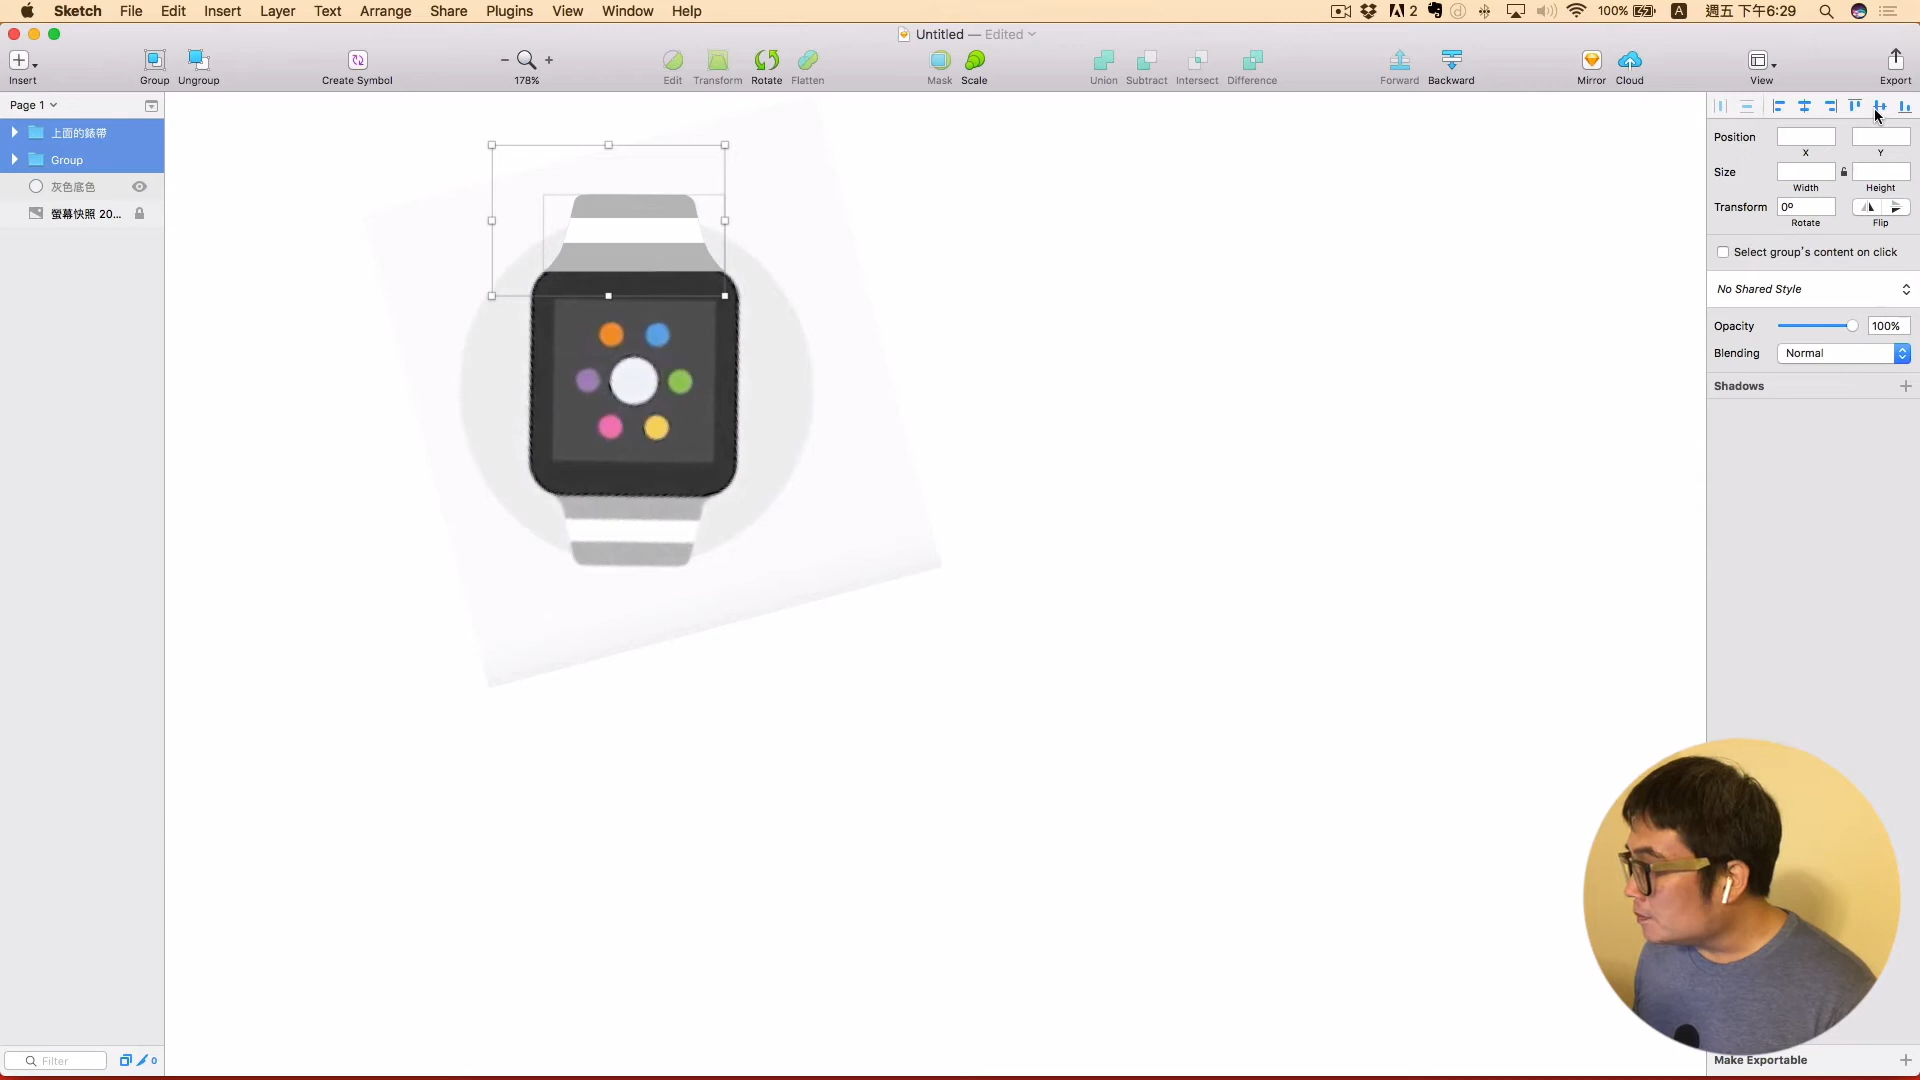 Sketch File Edit Insert Layer Text Arrange Share Plugins View Window Help 2 100% A 週五 下午6:29
Untitled — Edited
Insert Group Ungroup Create Symbol 178% Edit Transform Rotate Flatten Mask Scale Union Subtract Intersect Difference Forward Backward Mirror Cloud View Export
Page 1
上面的錶帶
Group
灰色底色
螢幕快照 20...
Position
X Y
Size
Width Height
Transform 0º
Rotate Flip
Select group's content on click
No Shared Style
Opacity 100%
Blending Normal
Shadows
Filter 0
Make Exportable